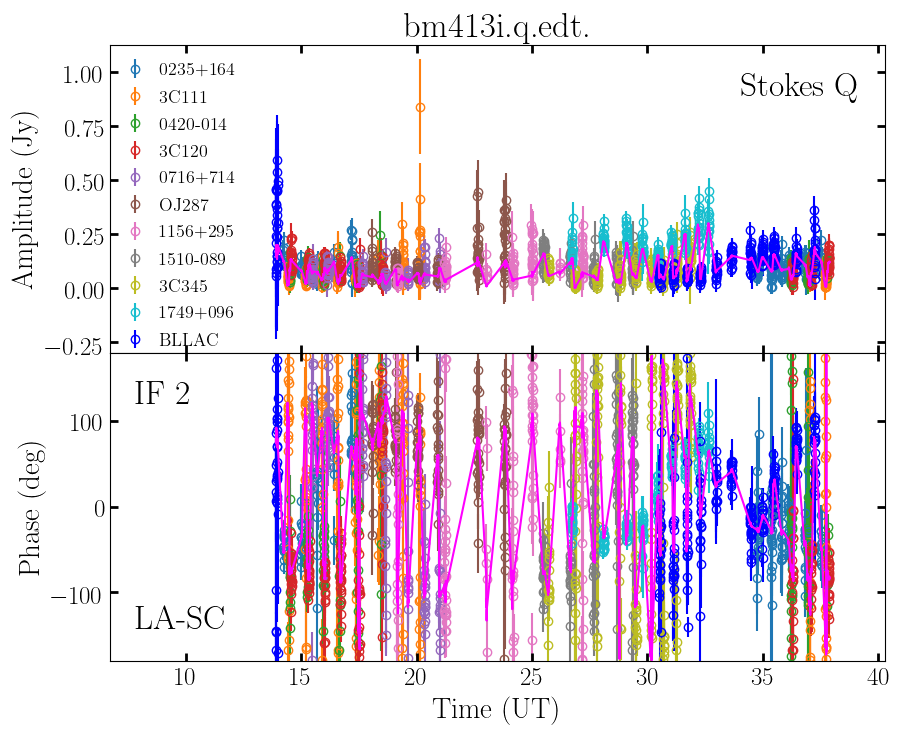 bm413i.q.edt.
Stokes Q
Amplitude (Jy)
1.00
0.75
0.50
0.25
0.00
−0.25
0235+164
3C111
0420-014
3C120
0716+714
OJ287
1156+295
1510-089
3C345
1749+096
BLLAC
IF 2
LA-SC
Phase (deg)
100
0
−100
10 15 20 25 30 35 40
Time (UT)